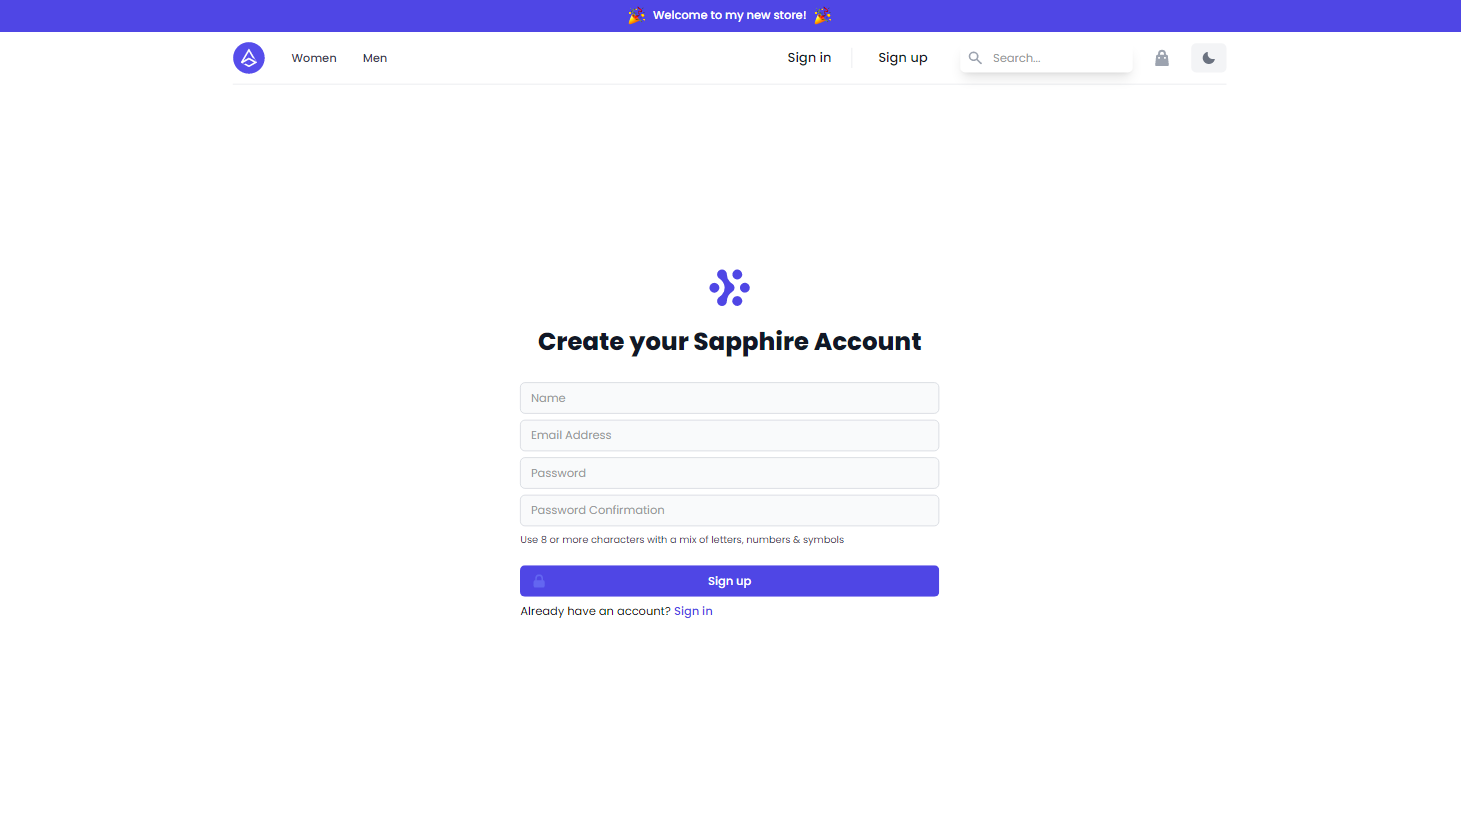 Welcome to my new store!
Women Men Sign in Sign up Search...
Create your Sapphire Account
Name
Email Address
Password
Password Confirmation
Use 8 or more characters with a mix of letters, numbers & symbols
Sign up
Already have an account? Sign in